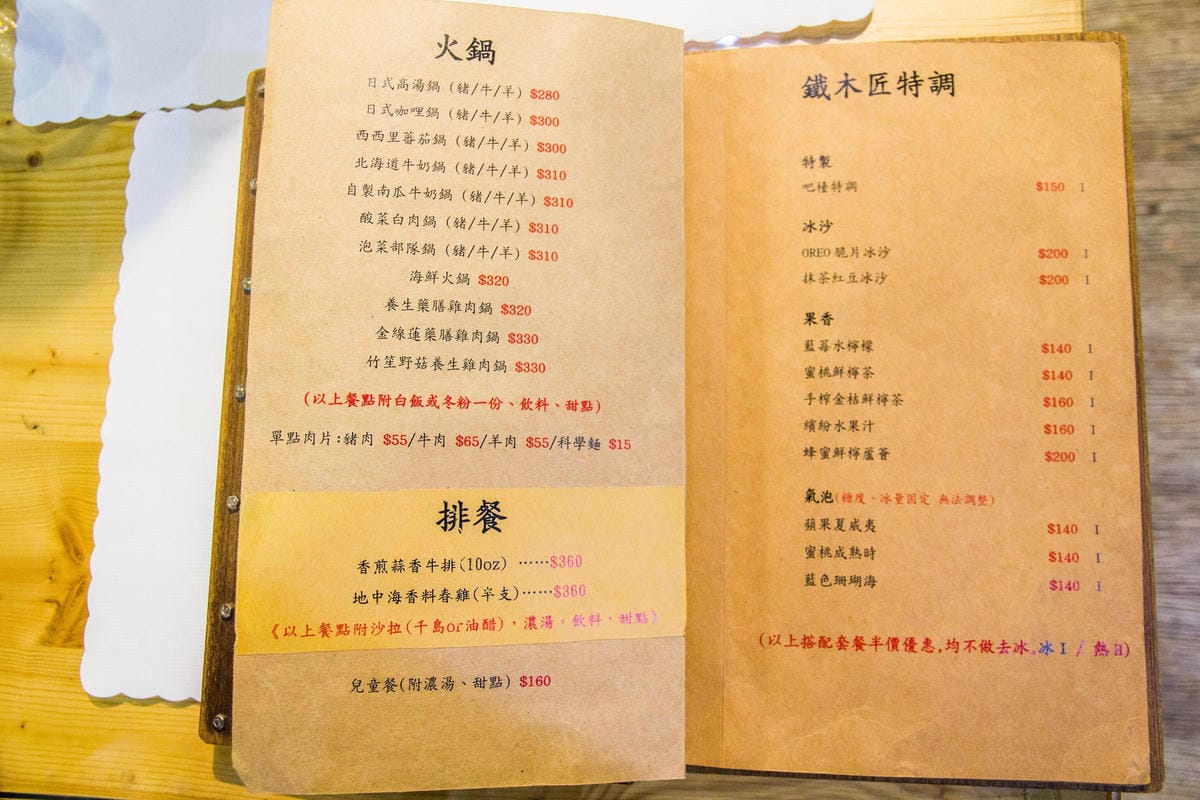 火鍋
日式高湯鍋 (豬/牛/羊) $280
日式咖哩鍋 (豬/牛/羊) $300
西西里蕃茄鍋 (豬/牛/羊) $300
北海道牛奶鍋 (豬/牛/羊) $310
自製南瓜牛奶鍋 (豬/牛/羊) $310
酸菜白肉鍋 (豬/牛/羊) $310
泡菜部隊鍋 (豬/牛/羊) $310
海鮮火鍋 $320
養生藥膳雞肉鍋 $320
金線蓮藥膳雞肉鍋 $330
竹笙野菇養生雞肉鍋 $330
(以上餐點附白飯或冬粉一份、飲料、甜點)
單點肉片:豬肉 $55/牛肉 $65/羊肉 $55/科學麵 $15
排餐
香煎蒜香牛排(10oz) ……$360
地中海香料春雞(半支)……$360
《以上餐點附沙拉(千島or油醋),濃湯,飲料,甜點》
兒童餐(附濃湯、甜點) $160
鐵木匠特調
特製
吧檯特調 $150 I
冰沙
OREO 脆片冰沙 $200 I
抹茶紅豆冰沙 $200 I
果香
藍莓水檸檬 $140 I
蜜桃鮮檸茶 $140 I
手榨金桔鮮檸茶 $160 I
繽紛水果汁 $160 I
蜂蜜鮮檸蘆薈 $200 I
氣泡(糖度、冰量固定 無法調整)
蘋果夏威夷 $140 I
蜜桃成熟時 $140 I
藍色珊瑚海 $140 I
(以上搭配套餐半價優惠,均不做去冰,冰 I / 熱 H)